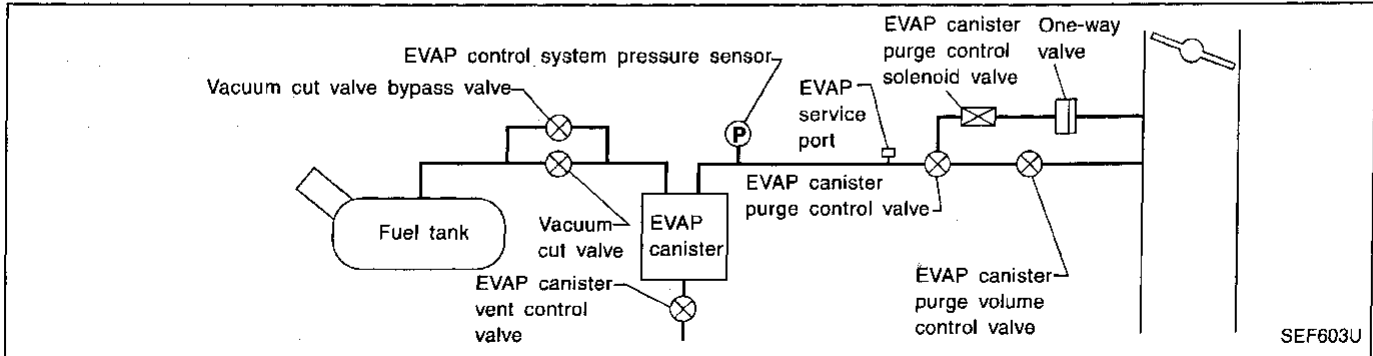 EVAP canister
purge control
solenoid valve
One-way
valve
EVAP control system pressure sensor
Vacuum cut valve bypass valve
EVAP
service
port
P
EVAP canister
purge control valve
Fuel tank
Vacuum
cut valve
EVAP
canister
EVAP canister
vent control
valve
EVAP canister
purge volume
control valve
SEF603U